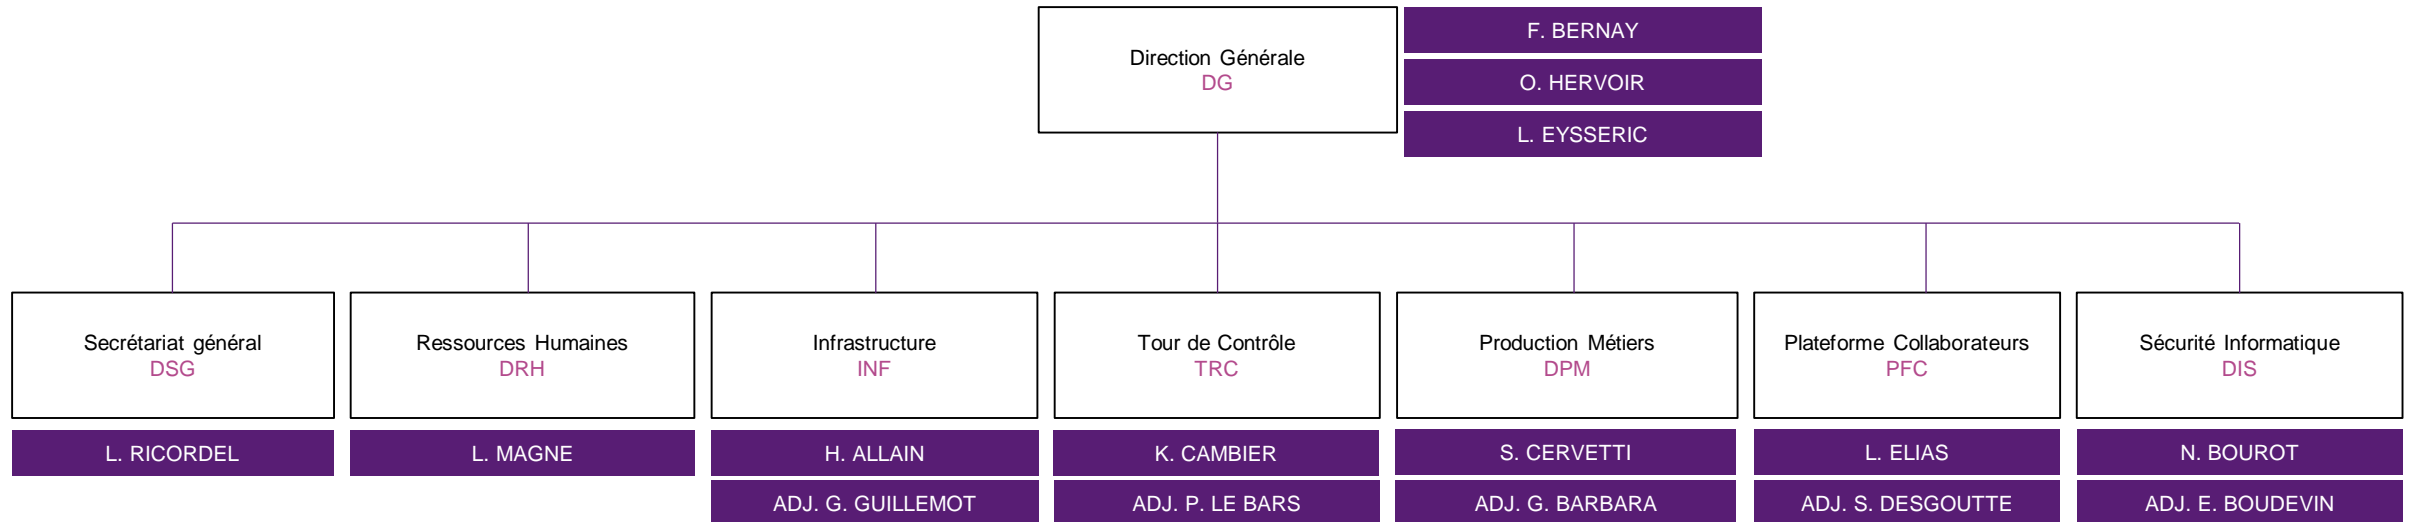 Direction Générale
DG
F. BERNAY
O. HERVOIR
L. EYSSERIC
Secrétariat général
DSG
L. RICORDEL
Ressources Humaines
DRH
L. MAGNE
Infrastructure
INF
H. ALLAIN
ADJ. G. GUILLEMOT
Tour de Contrôle
TRC
K. CAMBIER
ADJ. P. LE BARS
Production Métiers
DPM
S. CERVETTI
ADJ. G. BARBARA
Plateforme Collaborateurs
PFC
L. ELIAS
ADJ. S. DESGOUTTE
Sécurité Informatique
DIS
N. BOUROT
ADJ. E. BOUDEVIN